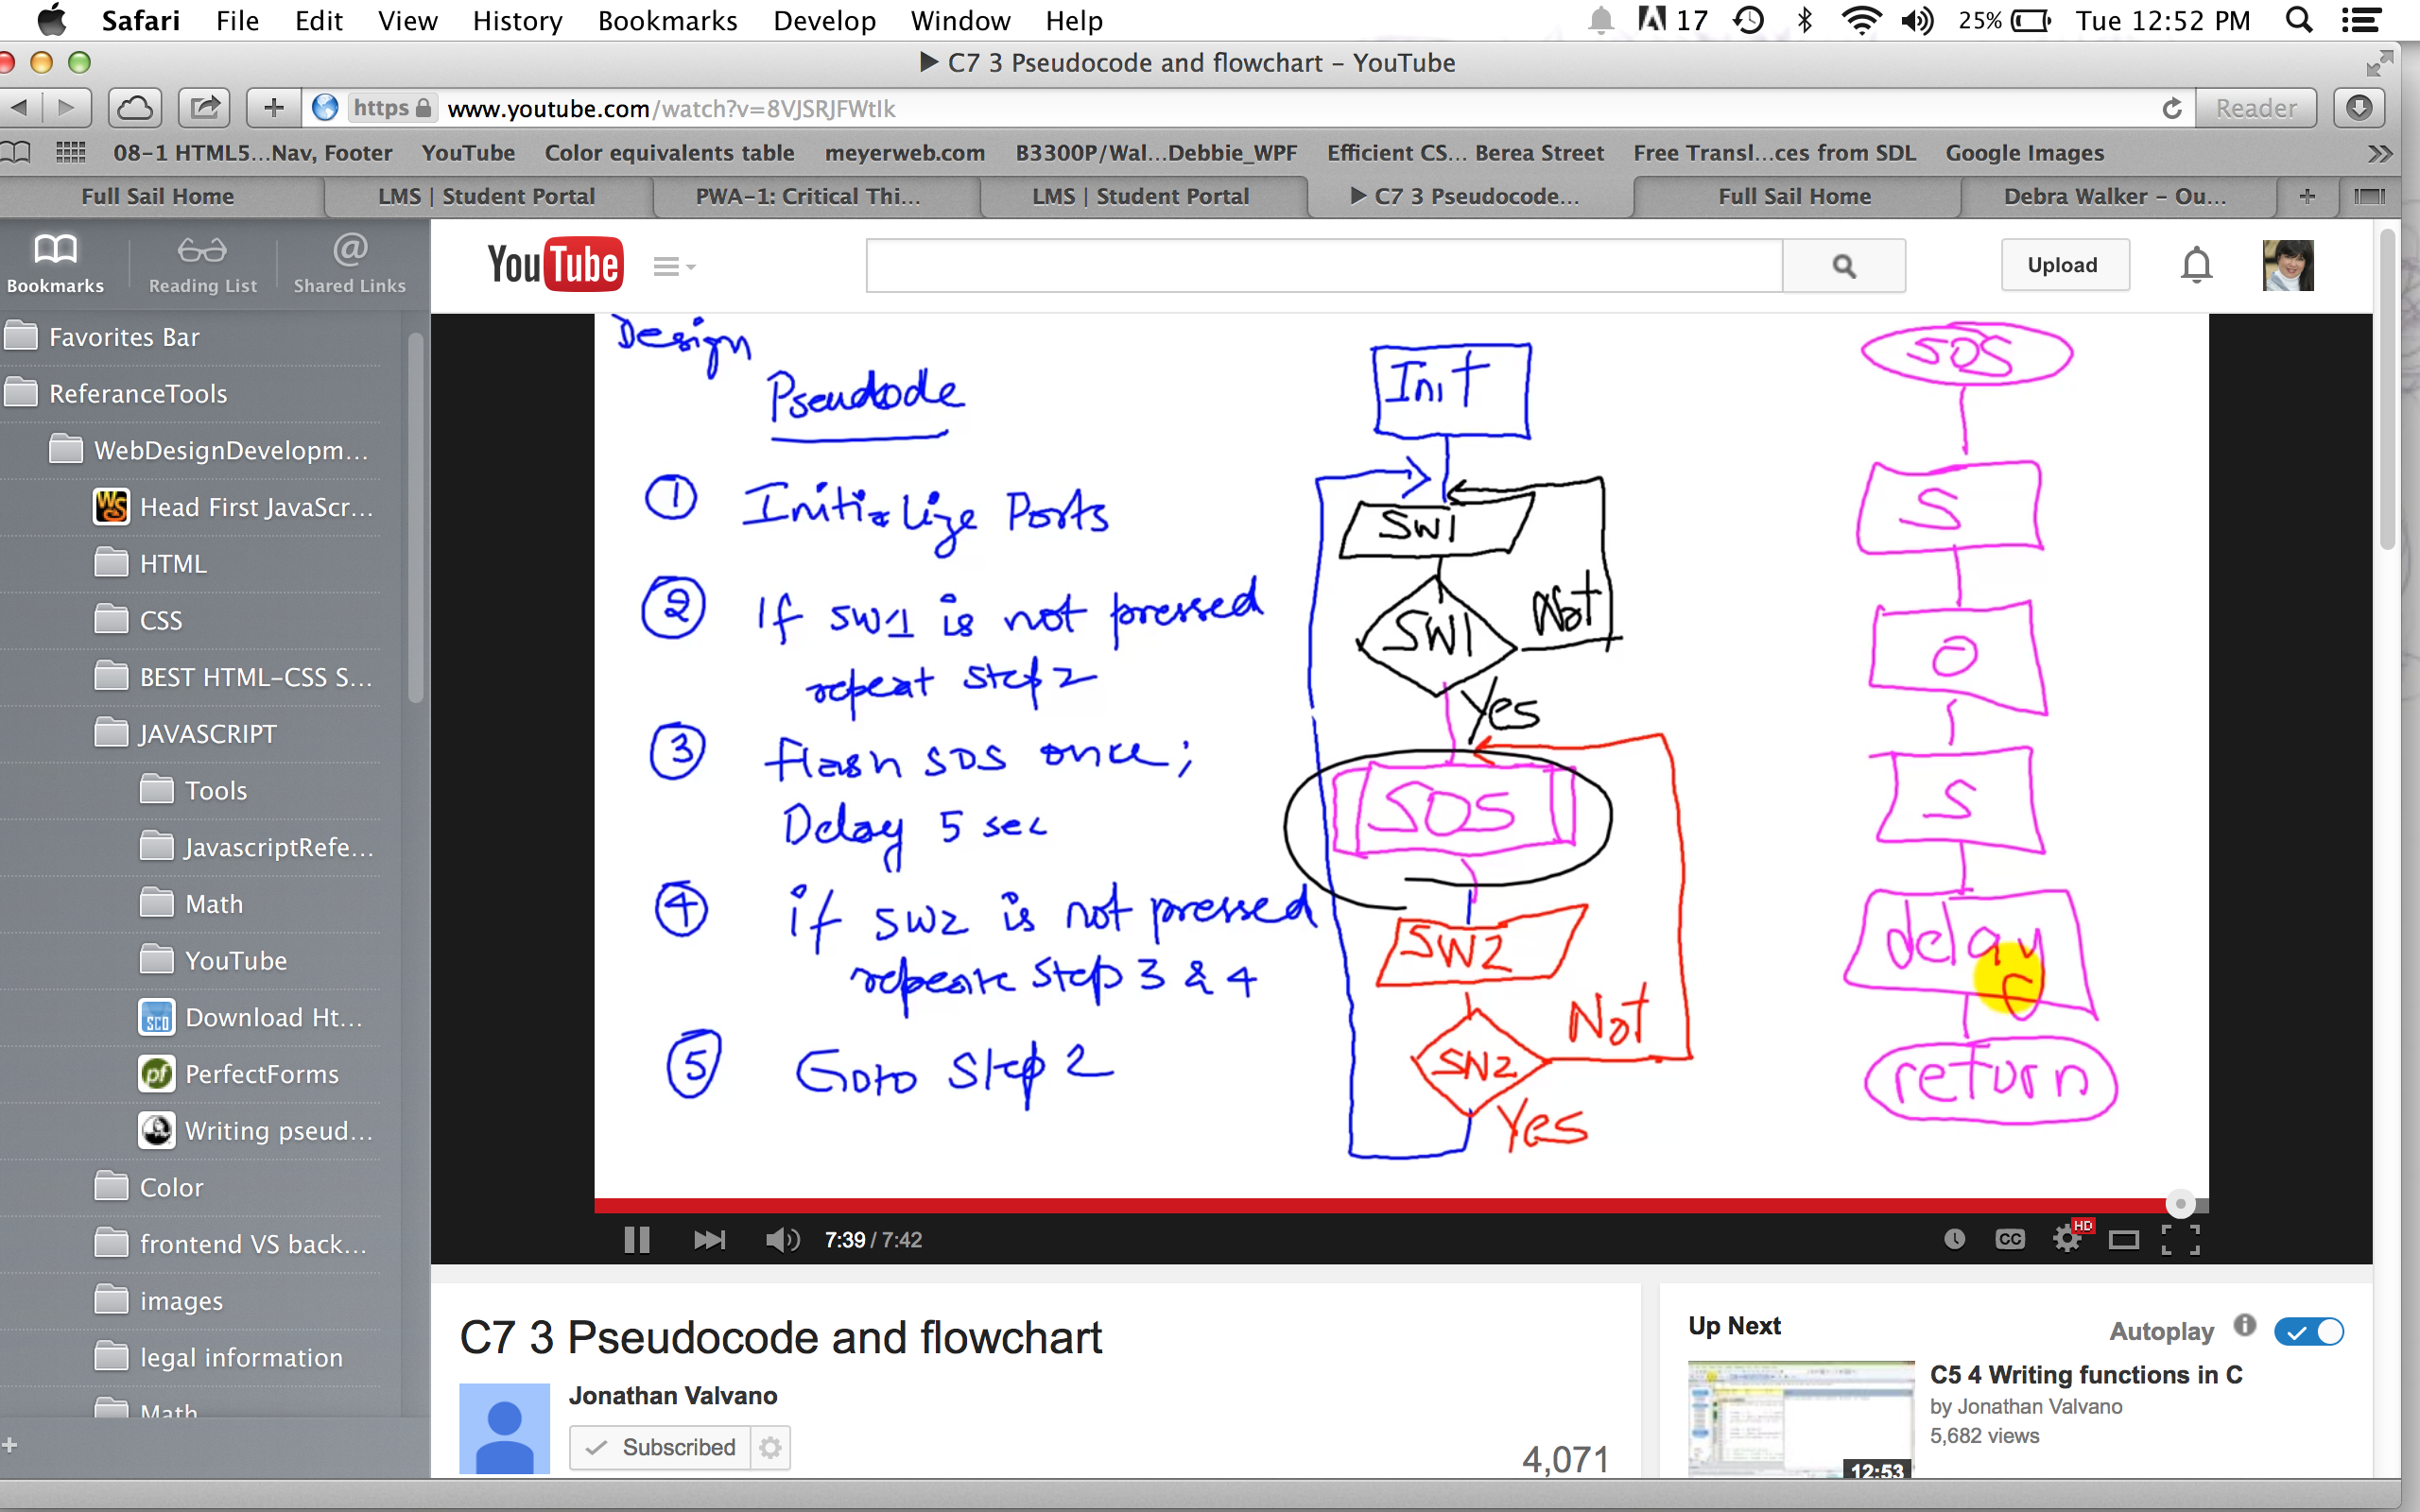 Safari File Edit View History Bookmarks Develop Window Help 17 25% Tue 12:52 PM
▶ C7 3 Pseudocode and flowchart – YouTube
https www.youtube.com/watch?v=8VJSRJFWtIk Reader
08-1 HTML5...Nav, Footer YouTube Color equivalents table meyerweb.com B3300P/Wal...Debbie_WPF Efficient CS... Berea Street Free Transl...ces from SDL Google Images
Full Sail Home LMS | Student Portal PWA-1: Critical Thi... LMS | Student Portal ▶ C7 3 Pseudocode... Full Sail Home Debra Walker – Ou...
Bookmarks Reading List Shared Links
YouTube Upload
Favorites Bar
ReferanceTools
WebDesignDevelopm...
Head First JavaScr...
HTML
CSS
BEST HTML-CSS S...
JAVASCRIPT
Tools
JavascriptRefe...
Math
YouTube
Download Ht...
PerfectForms
Writing pseud...
Color
frontend VS back...
images
legal information
Math
Design
Pseudode
1 Initialize Ports
2 If SW1 is not pressed
repeat step 2
3 flash SOS once;
Delay 5 sec
4 if SW2 is not pressed
repeate step 3 & 4
5 Goto Step 2
Init
SW1
SW1 Not
Yes
SOS
SW2
SW2 Not
Yes
SOS
S
O
S
delay
return
7:39 / 7:42 CC HD
C7 3 Pseudocode and flowchart
Jonathan Valvano
Subscribed
4,071
Up Next Autoplay
C5 4 Writing functions in C
by Jonathan Valvano
5,682 views
12:53